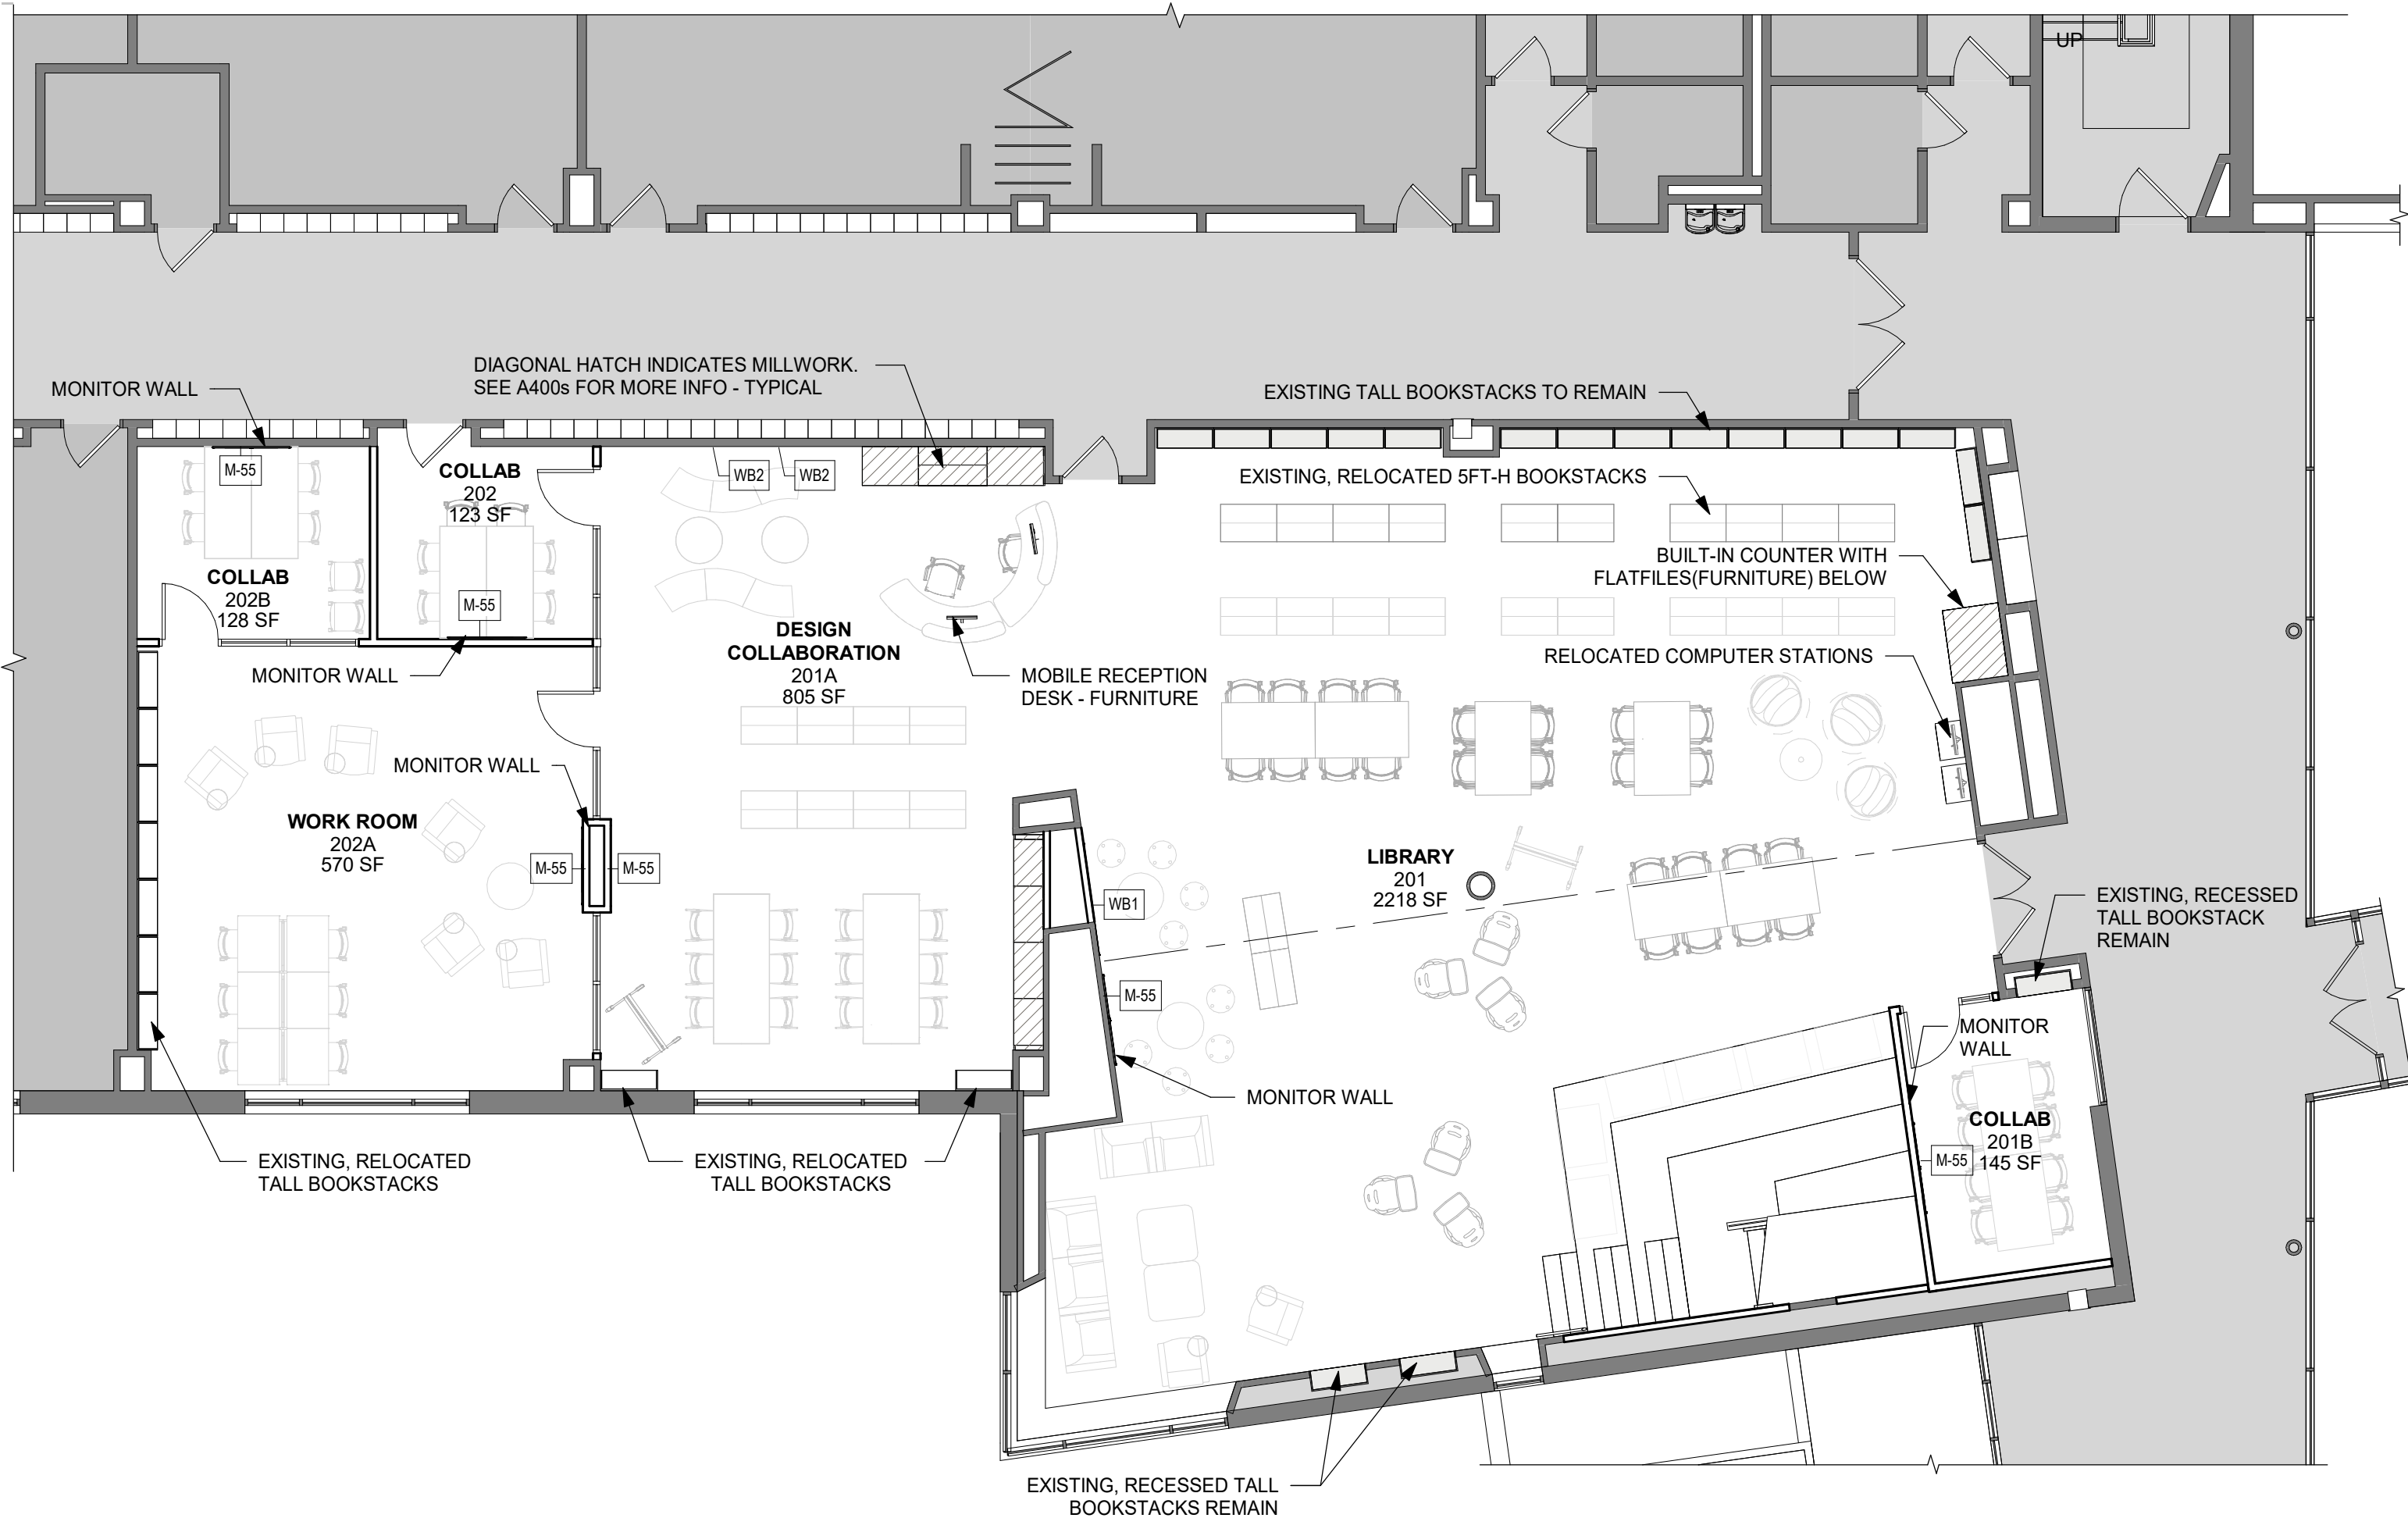 UP
DIAGONAL HATCH INDICATES MILLWORK.
SEE A400s FOR MORE INFO - TYPICAL
MONITOR WALL
EXISTING TALL BOOKSTACKS TO REMAIN
M-55
COLLAB
202
123 SF
WB2
WB2
EXISTING, RELOCATED 5FT-H BOOKSTACKS
BUILT-IN COUNTER WITH
FLATFILES(FURNITURE) BELOW
COLLAB
202B
128 SF
M-55
DESIGN
COLLABORATION
201A
805 SF
MONITOR WALL
MOBILE RECEPTION
DESK - FURNITURE
RELOCATED COMPUTER STATIONS
MONITOR WALL
WORK ROOM
202A
570 SF
M-55
M-55
LIBRARY
201
2218 SF
WB1
EXISTING, RECESSED
TALL BOOKSTACK
REMAIN
M-55
MONITOR
WALL
MONITOR WALL
COLLAB
201B
145 SF
M-55
EXISTING, RELOCATED
TALL BOOKSTACKS
EXISTING, RELOCATED
TALL BOOKSTACKS
EXISTING, RECESSED TALL
BOOKSTACKS REMAIN